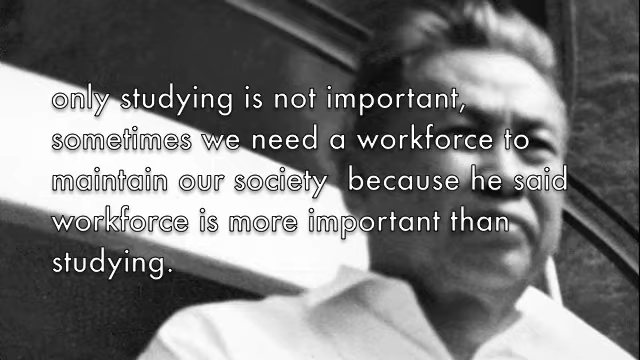 only studying is not important,
sometimes we need a workforce to
maintain our society  because he said
workforce is more important than
studying.